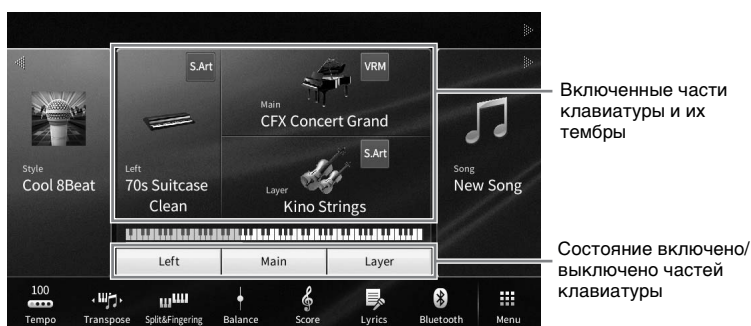 S.Art
VRM
Main
CFX Concert Grand
Style
Cool 8Beat
Left
70s Suitcase
Clean
S.Art
Layer
Kino Strings
Song
New Song
Left Main Layer
100
Tempo Transpose Split&Fingering Balance Score Lyrics Bluetooth Menu
Включенные части
клавиатуры и их
тембры
Состояние включено/
выключено частей
клавиатуры